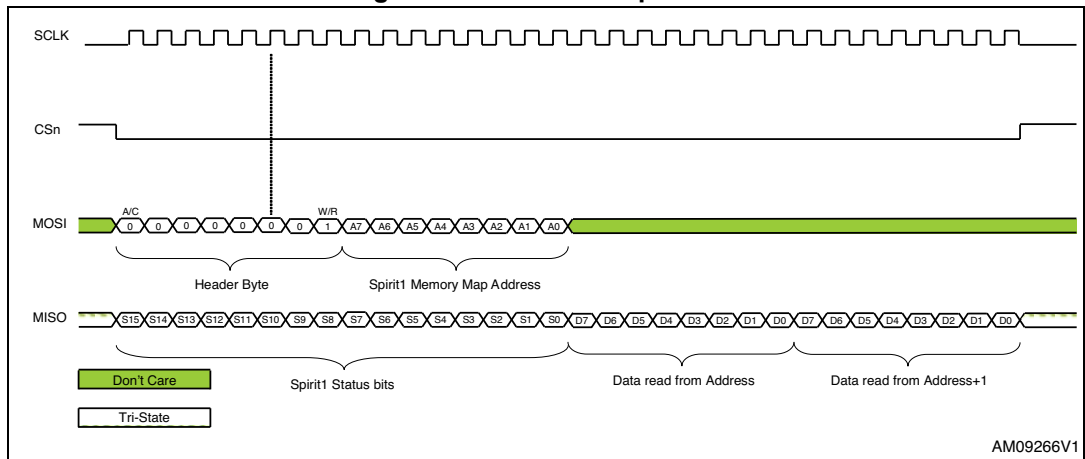 SCLK
CSn
A/C W/R
MOSI 0 0 0 0 0 0 0 1 A7 A6 A5 A4 A3 A2 A1 A0
Header Byte Spirit1 Memory Map Address
MISO S15 S14 S13 S12 S11 S10 S9 S8 S7 S6 S5 S4 S3 S2 S1 S0 D7 D6 D5 D4 D3 D2 D1 D0 D7 D6 D5 D4 D3 D2 D1 D0
Don't Care Spirit1 Status bits Data read from Address Data read from Address+1
Tri-State
AM09266V1